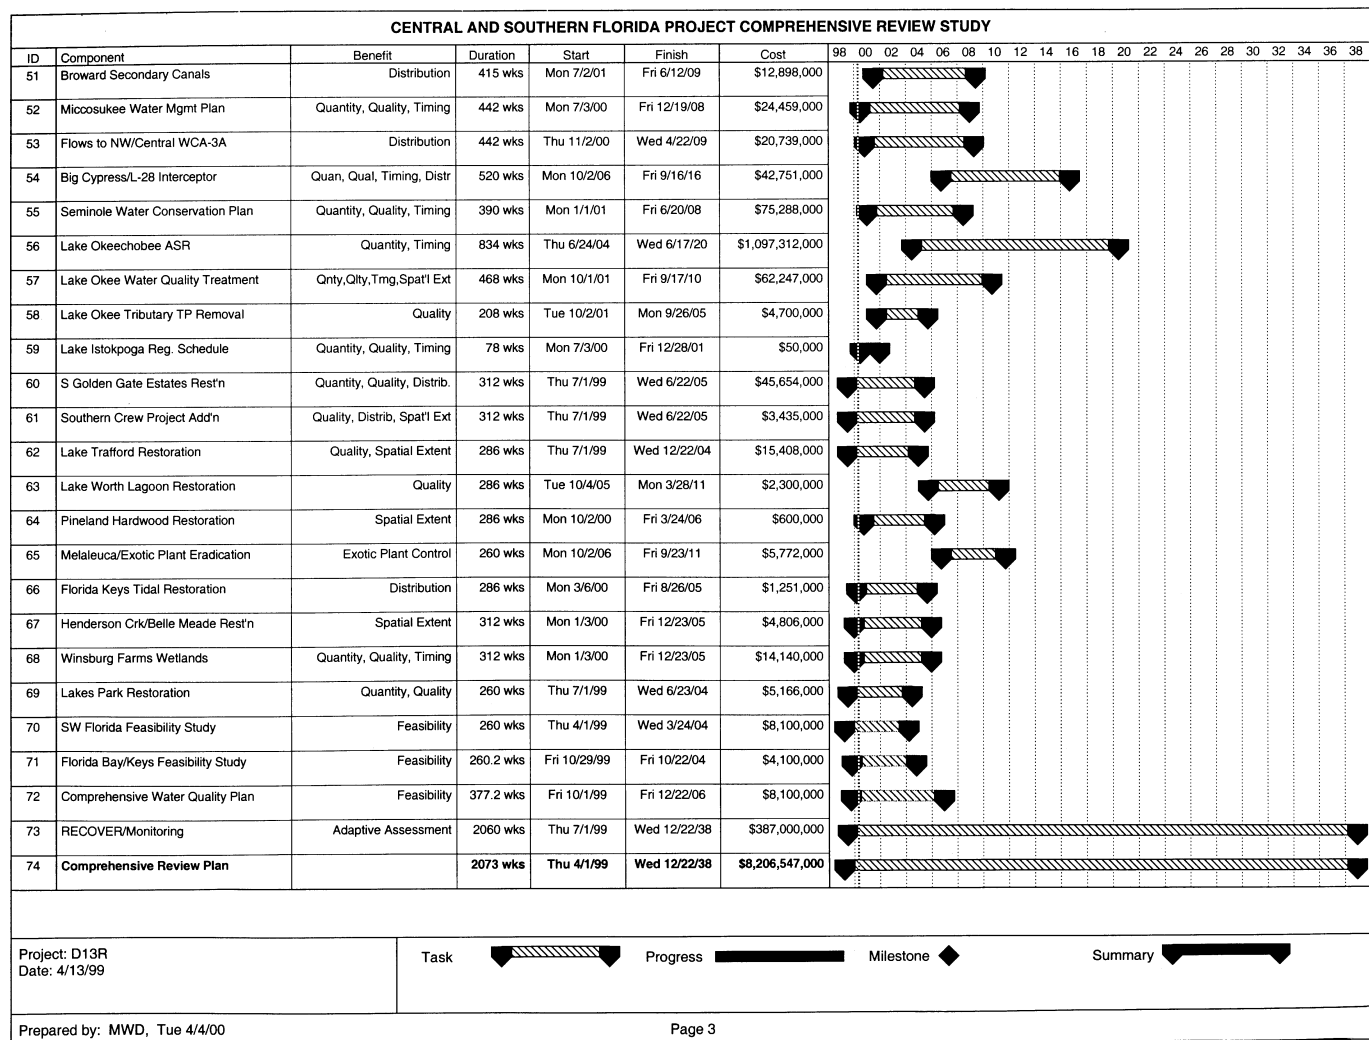 CENTRAL AND SOUTHERN FLORIDA PROJECT COMPREHENSIVE REVIEW STUDY
ID Component Benefit Duration Start Finish Cost 98 00 02 04 06 08 10 12 14 16 18 20 22 24 26 28 30 32 34 36 38
51 Broward Secondary Canals Distribution 415 wks Mon 7/2/01 Fri 6/12/09 $12,898,000
52 Miccosukee Water Mgmt Plan Quantity, Quality, Timing 442 wks Mon 7/3/00 Fri 12/19/08 $24,459,000
53 Flows to NW/Central WCA-3A Distribution 442 wks Thu 11/2/00 Wed 4/22/09 $20,739,000
54 Big Cypress/L-28 Interceptor Quan, Qual, Timing, Distr 520 wks Mon 10/2/06 Fri 9/16/16 $42,751,000
55 Seminole Water Conservation Plan Quantity, Quality, Timing 390 wks Mon 1/1/01 Fri 6/20/08 $75,288,000
56 Lake Okeechobee ASR Quantity, Timing 834 wks Thu 6/24/04 Wed 6/17/20 $1,097,312,000
57 Lake Okee Water Quality Treatment Qnty,Qlty,Tmg,Spat'l Ext 468 wks Mon 10/1/01 Fri 9/17/10 $62,247,000
58 Lake Okee Tributary TP Removal Quality 208 wks Tue 10/2/01 Mon 9/26/05 $4,700,000
59 Lake Istokpoga Reg. Schedule Quantity, Quality, Timing 78 wks Mon 7/3/00 Fri 12/28/01 $50,000
60 S Golden Gate Estates Rest'n Quantity, Quality, Distrib. 312 wks Thu 7/1/99 Wed 6/22/05 $45,654,000
61 Southern Crew Project Add'n Quality, Distrib, Spat'l Ext 312 wks Thu 7/1/99 Wed 6/22/05 $3,435,000
62 Lake Trafford Restoration Quality, Spatial Extent 286 wks Thu 7/1/99 Wed 12/22/04 $15,408,000
63 Lake Worth Lagoon Restoration Quality 286 wks Tue 10/4/05 Mon 3/28/11 $2,300,000
64 Pineland Hardwood Restoration Spatial Extent 286 wks Mon 10/2/00 Fri 3/24/06 $600,000
65 Melaleuca/Exotic Plant Eradication Exotic Plant Control 260 wks Mon 10/2/06 Fri 9/23/11 $5,772,000
66 Florida Keys Tidal Restoration Distribution 286 wks Mon 3/6/00 Fri 8/26/05 $1,251,000
67 Henderson Crk/Belle Meade Rest'n Spatial Extent 312 wks Mon 1/3/00 Fri 12/23/05 $4,806,000
68 Winsburg Farms Wetlands Quantity, Quality, Timing 312 wks Mon 1/3/00 Fri 12/23/05 $14,140,000
69 Lakes Park Restoration Quantity, Quality 260 wks Thu 7/1/99 Wed 6/23/04 $5,166,000
70 SW Florida Feasibility Study Feasibility 260 wks Thu 4/1/99 Wed 3/24/04 $8,100,000
71 Florida Bay/Keys Feasibility Study Feasibility 260.2 wks Fri 10/29/99 Fri 10/22/04 $4,100,000
72 Comprehensive Water Quality Plan Feasibility 377.2 wks Fri 10/1/99 Fri 12/22/06 $8,100,000
73 RECOVER/Monitoring Adaptive Assessment 2060 wks Thu 7/1/99 Wed 12/22/38 $387,000,000
74 Comprehensive Review Plan 2073 wks Thu 4/1/99 Wed 12/22/38 $8,206,547,000
Project: D13R
Date: 4/13/99
Task Progress Milestone Summary
Prepared by: MWD, Tue 4/4/00 Page 3